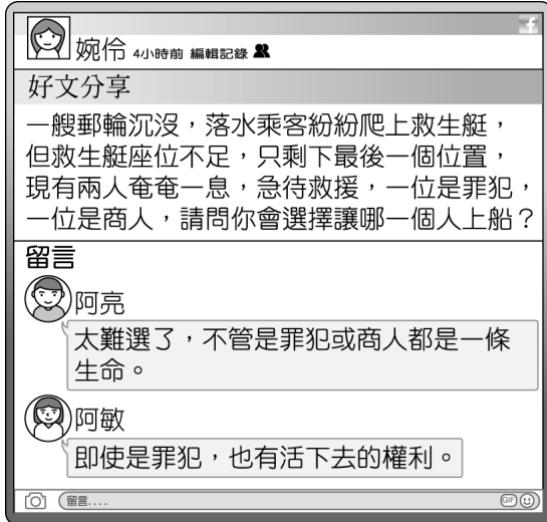 f
婉伶 4小時前 編輯記錄
好文分享
一艘郵輪沉沒，落水乘客紛紛爬上救生艇，
但救生艇座位不足，只剩下最後一個位置，
現有兩人奄奄一息，急待救援，一位是罪犯，
一位是商人，請問你會選擇讓哪一個人上船？
留言
阿亮
太難選了，不管是罪犯或商人都是一條
生命。
阿敏
即使是罪犯，也有活下去的權利。
留言....
GIF